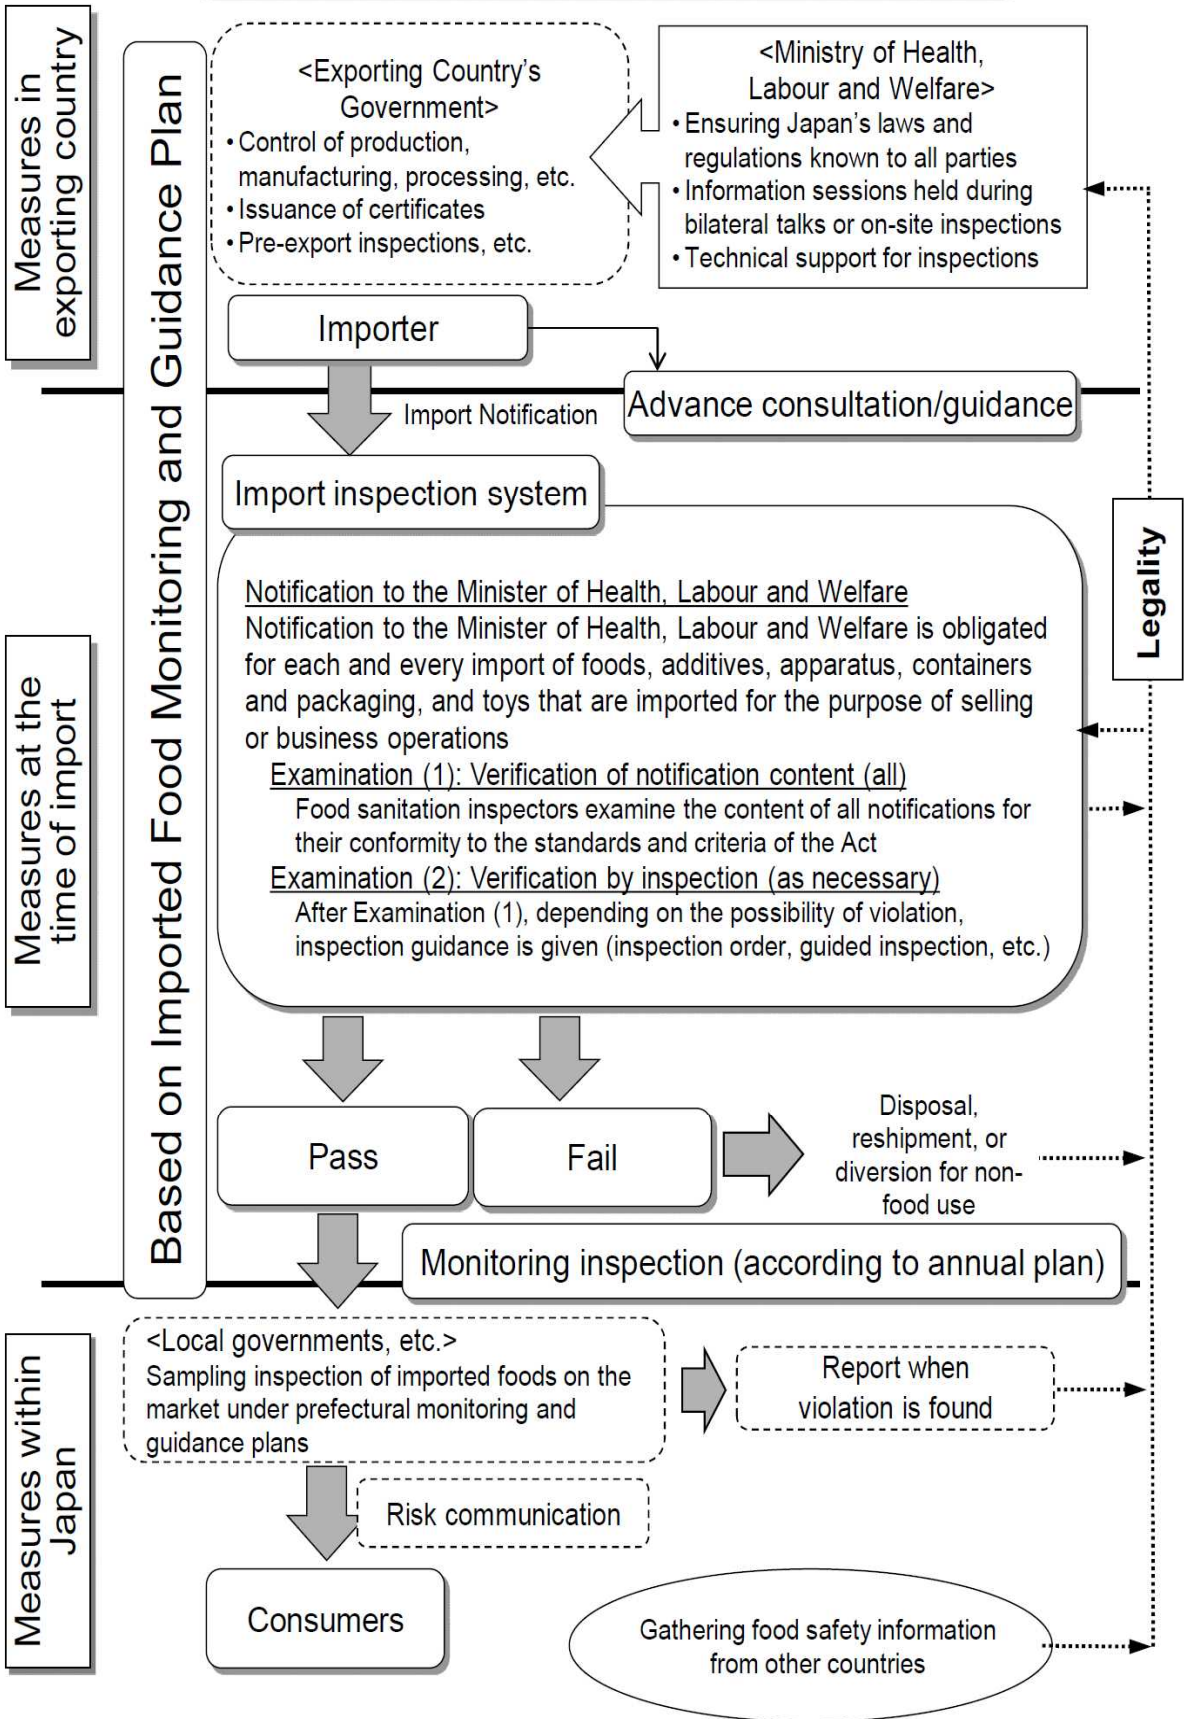 Measures in
exporting country
Based on Imported Food Monitoring and Guidance Plan
<Exporting Country's
Government>
• Control of production,
manufacturing, processing, etc.
• Issuance of certificates
• Pre-export inspections, etc.
<Ministry of Health,
Labour and Welfare>
• Ensuring Japan's laws and
regulations known to all parties
• Information sessions held during
bilateral talks or on-site inspections
• Technical support for inspections
Importer
Import Notification
Advance consultation/guidance
Measures at the
time of import
Import inspection system
Notification to the Minister of Health, Labour and Welfare
Notification to the Minister of Health, Labour and Welfare is obligated
for each and every import of foods, additives, apparatus, containers
and packaging, and toys that are imported for the purpose of selling
or business operations
Examination (1): Verification of notification content (all)
Food sanitation inspectors examine the content of all notifications for
their conformity to the standards and criteria of the Act
Examination (2): Verification by inspection (as necessary)
After Examination (1), depending on the possibility of violation,
inspection guidance is given (inspection order, guided inspection, etc.)
Legality
Pass
Fail
Disposal,
reshipment, or
diversion for non-
food use
Monitoring inspection (according to annual plan)
Measures within
Japan
<Local governments, etc.>
Sampling inspection of imported foods on the
market under prefectural monitoring and
guidance plans
Report when
violation is found
Risk communication
Consumers
Gathering food safety information
from other countries